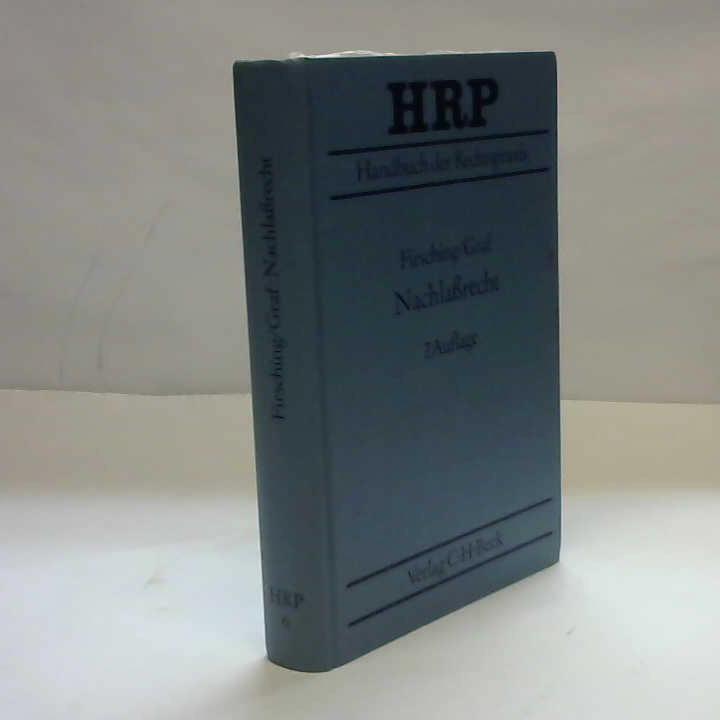 HRP
Handbuch der Rechtspraxis
Firsching/Graf
Nachlaßrecht
7. Auflage
Verlag C·H·Beck
Firsching/Graf Nachlaßrecht
HRP
6